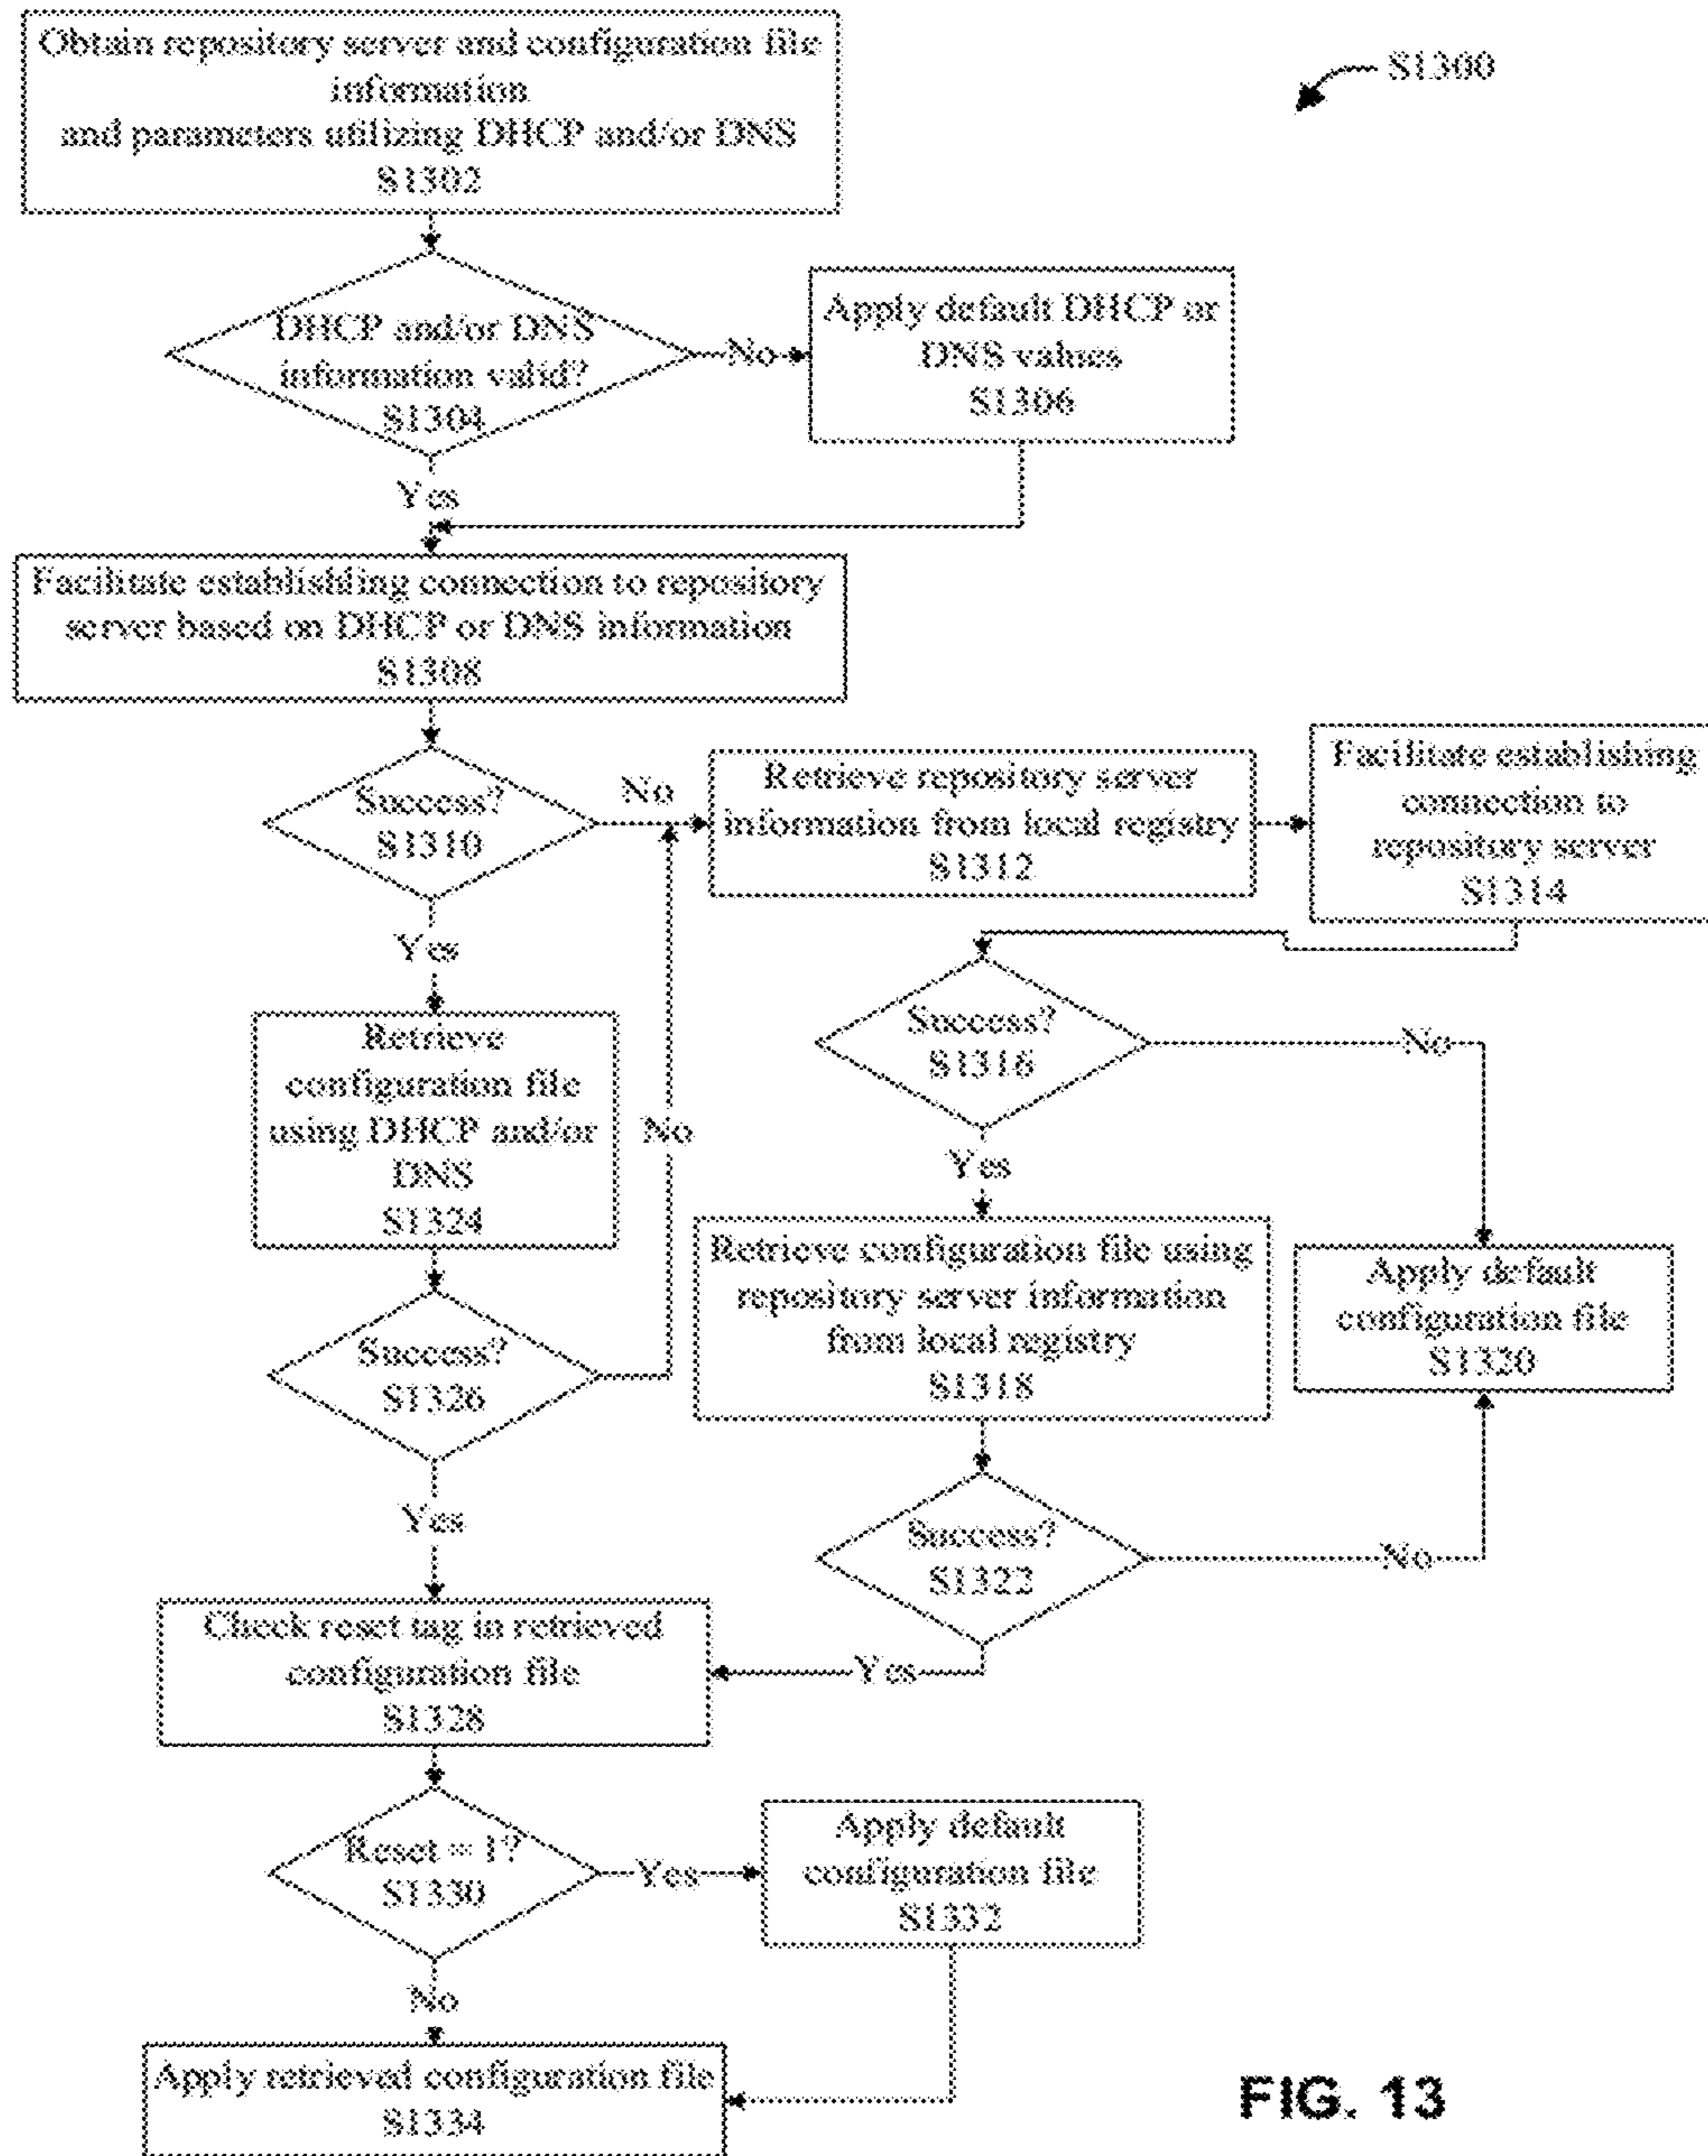 Obtain repository server and configuration file
information
and parameters utilizing DHCP and/or DNS
S1302
S1300
DHCP and/or DNS
information valid?
S1304
No
Apply default DHCP or
DNS values
S1306
Yes
Facilitate establishling connection to repository
server based on DHCP or DNS information
S1308
Success?
S1310
No
Retrieve repository server
information from local registry
S1312
Facilitate establishing
connection to
repository server
S1314
Yes
Success?
S1316
No
Retrieve
configuration file
using DHCP and/or
DNS
S1324
No
Yes
Retrieve configuration file using
repository server information
from local registry
S1318
Apply default
configuration file
S1320
Success?
S1326
Yes
Success?
S1322
No
Check reset tag in retrieved
configuration file
S1328
Yes
Reset = 1?
S1330
Yes
Apply default
configuration file
S1332
No
Apply retrieved configuration file
S1334
FIG. 13